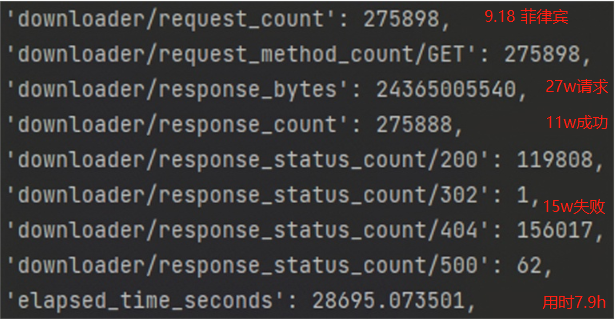 'downloader/request_count': 275898,
9.18 菲律宾
'downloader/request_method_count/GET': 275898,
'downloader/response_bytes': 24365005540,
27w请求
'downloader/response_count': 275888,
11w成功
'downloader/response_status_count/200': 119808,
'downloader/response_status_count/302': 1,
15w失败
'downloader/response_status_count/404': 156017,
'downloader/response_status_count/500': 62,
'elapsed_time_seconds': 28695.073501,
用时7.9h